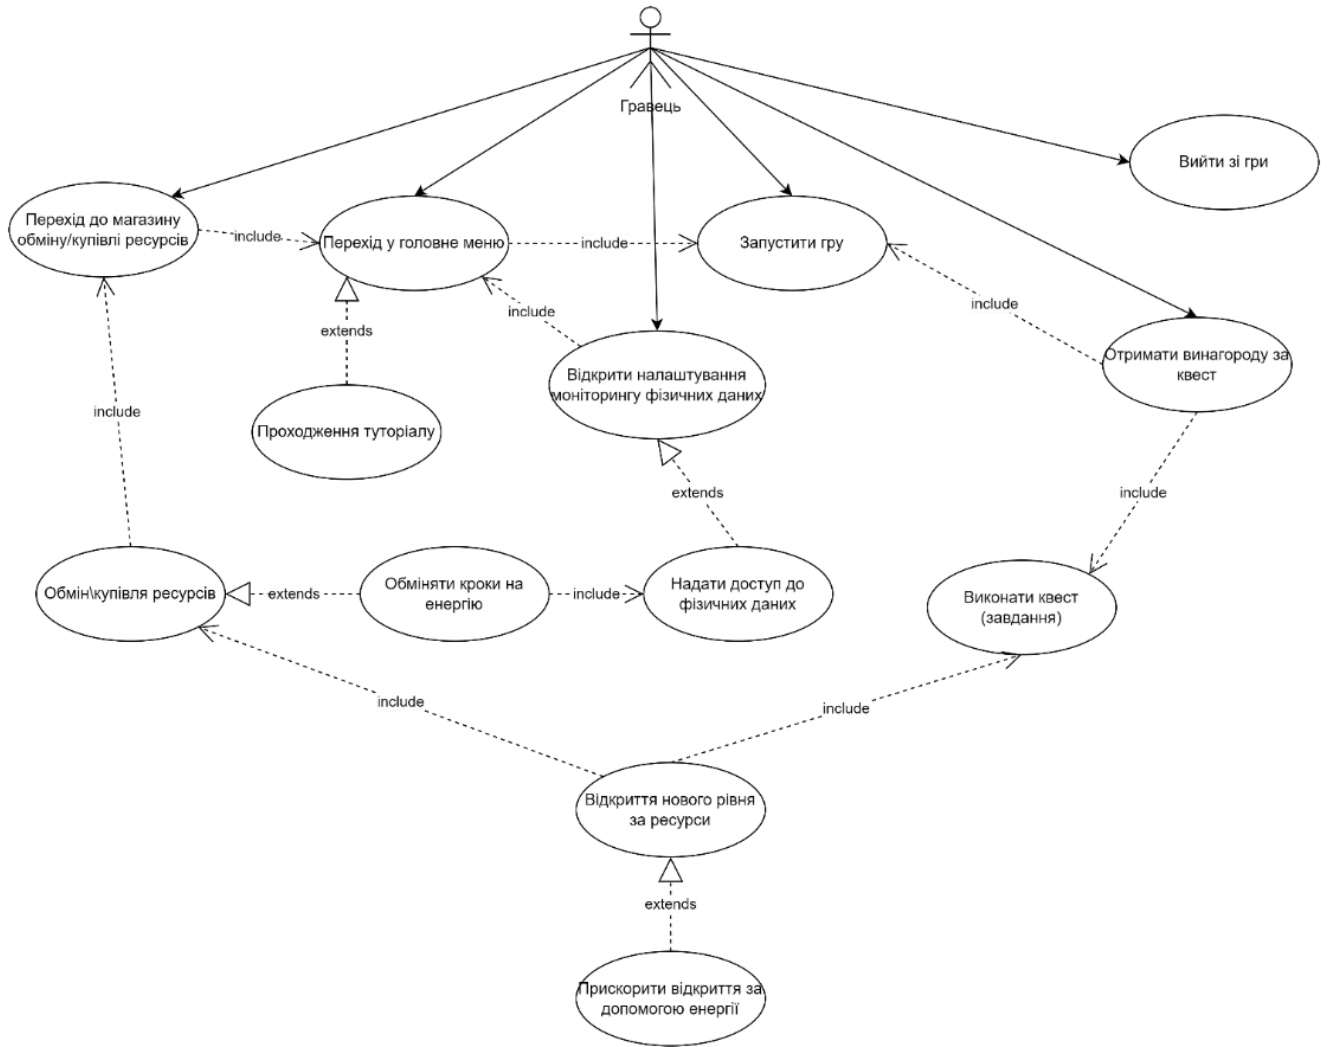 Гравець
Вийти зі гри
Перехід до магазину
обміну/купівлі ресурсів
include
Перехід у головне меню
include
Запустити гру
include
include
extends
Отримати винагороду за
квест
Відкрити налаштування
моніторингу фізичних даних
include
Проходження туторіалу
extends
include
Обмін\купівля ресурсів
extends
Обміняти кроки на
енергію
include
Надати доступ до
фізичних даних
Виконати квест
(завдання)
include
include
Відкриття нового рівня
за ресурси
extends
Прискорити відкриття за
допомогою енергії